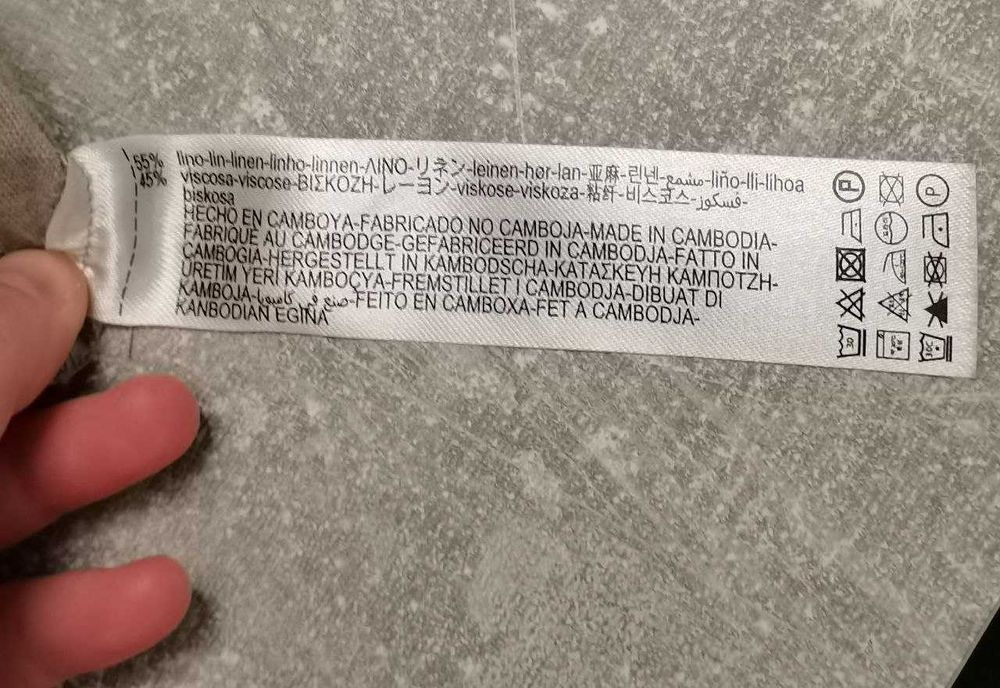 55% lino-lin-linen-linho-linnen-ΛΙΝΟ-リネン-leinen-hør-lan-亚麻-린넨-مشمع-liño-lli-lihoa
45% viscosa-viscose-ΒΙΣΚΟΖΗ-レーヨン-viskose-viskoza-粘纤-비스코스-فسكوز-
biskosa
HECHO EN CAMBOYA-FABRICADO NO CAMBOJA-MADE IN CAMBODIA-
FABRIQUE AU CAMBODGE-GEFABRICEERD IN CAMBODJA-FATTO IN
CAMBOGIA-HERGESTELLT IN KAMBODSCHA-ΚΑΤΑΣΚΕΥΗ ΚΑΜΠΟΤΖΗ-
ÜRETİM YERİ KAMBOÇYA-FREMSTILLET I CAMBODJA-DIBUAT DI
KAMBOJA-صنع في كامبوديا-FEITO EN CAMBOXA-FET A CAMBODJA-
KANBODIAN EGINA
P P
30 30C